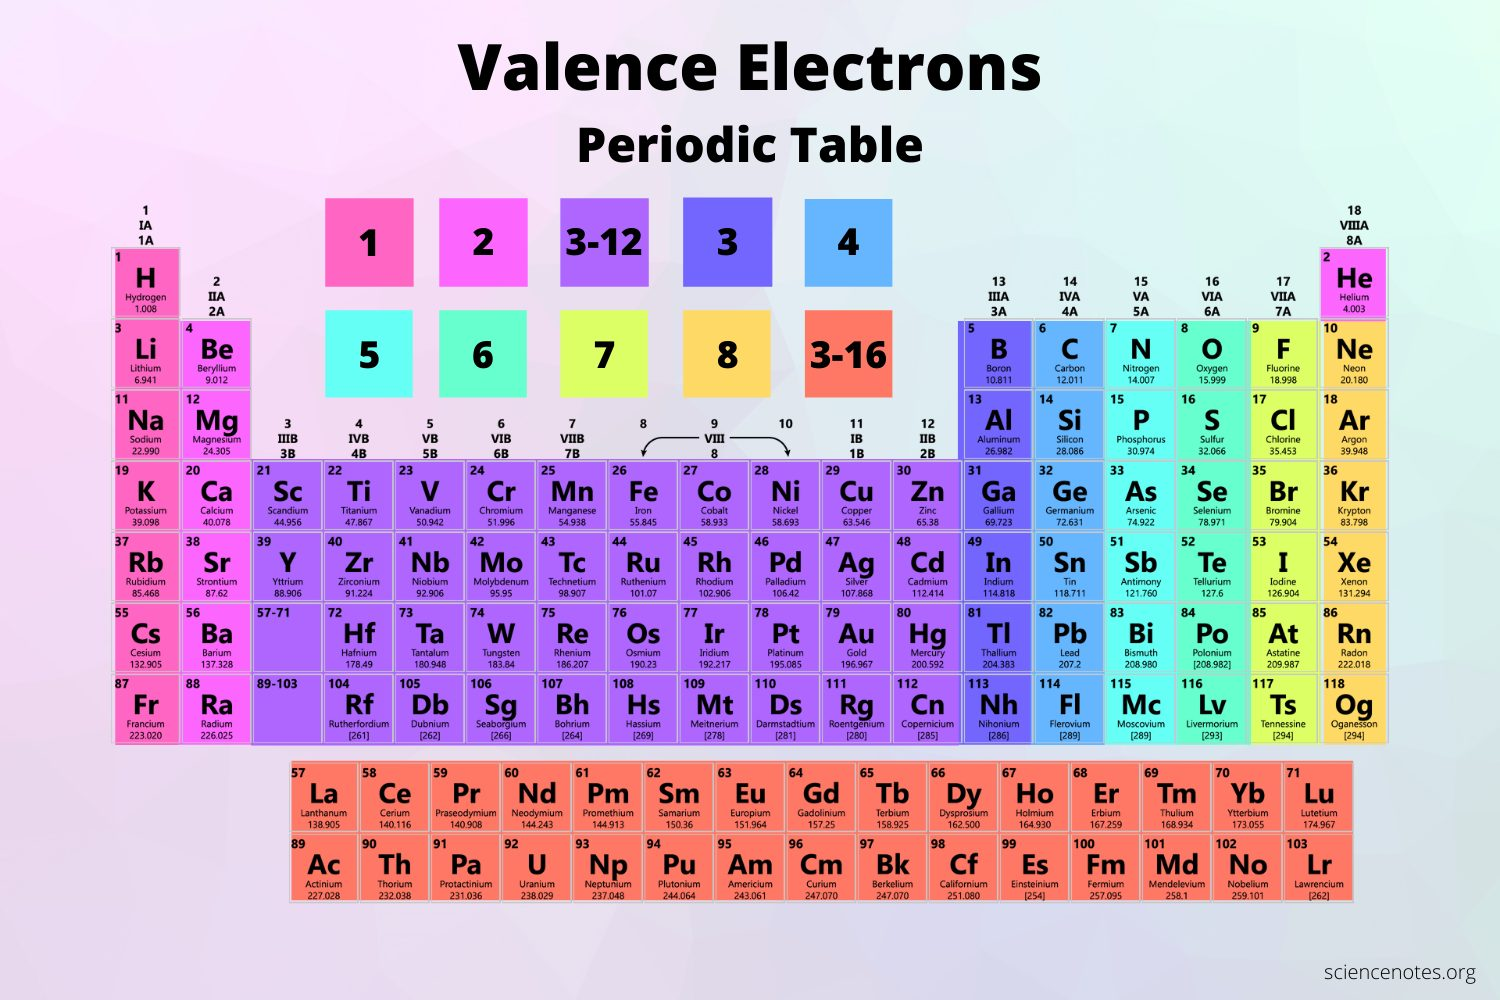 Valence Electrons
Periodic Table
1 2 3-12 3 4
5 6 7 8 3-16
1 18
IA VIIIA
1A 8A
1 2
H He
Hydrogen Helium
1.008 4.003
2 13 14 15 16 17
IIA IIIA IVA VA VIA VIIA
2A 3A 4A 5A 6A 7A
3 4 5 6 7 8 9 10
Li Be B C N O F Ne
Lithium Beryllium Boron Carbon Nitrogen Oxygen Fluorine Neon
6.941 9.012 10.811 12.011 14.007 15.999 18.998 20.180
11 12 13 14 15 16 17 18
Na Mg Al Si P S Cl Ar
Sodium Magnesium Aluminum Silicon Phosphorus Sulfur Chlorine Argon
22.990 24.305 26.982 28.086 30.974 32.066 35.453 39.948
3 4 5 6 7 8 9 10 11 12
IIIB IVB VB VIB VIIB VIII IB IIB
3B 4B 5B 6B 7B 8 1B 2B
19 20 21 22 23 24 25 26 27 28 29 30 31 32 33 34 35 36
K Ca Sc Ti V Cr Mn Fe Co Ni Cu Zn Ga Ge As Se Br Kr
Potassium Calcium Scandium Titanium Vanadium Chromium Manganese Iron Cobalt Nickel Copper Zinc Gallium Germanium Arsenic Selenium Bromine Krypton
39.098 40.078 44.956 47.867 50.942 51.996 54.938 55.845 58.933 58.693 63.546 65.38 69.723 72.631 74.922 78.971 79.904 83.798
37 38 39 40 41 42 43 44 45 46 47 48 49 50 51 52 53 54
Rb Sr Y Zr Nb Mo Tc Ru Rh Pd Ag Cd In Sn Sb Te I Xe
Rubidium Strontium Yttrium Zirconium Niobium Molybdenum Technetium Ruthenium Rhodium Palladium Silver Cadmium Indium Tin Antimony Tellurium Iodine Xenon
85.468 87.62 88.906 91.224 92.906 95.95 98.907 101.07 102.906 106.42 107.868 112.414 114.818 118.711 121.760 127.6 126.904 131.294
55 56 57-71 72 73 74 75 76 77 78 79 80 81 82 83 84 85 86
Cs Ba Hf Ta W Re Os Ir Pt Au Hg Tl Pb Bi Po At Rn
Cesium Barium Hafnium Tantalum Tungsten Rhenium Osmium Iridium Platinum Gold Mercury Thallium Lead Bismuth Polonium Astatine Radon
132.905 137.328 178.49 180.948 183.84 186.207 190.23 192.217 195.085 196.967 200.592 204.383 207.2 208.980 [208.982] 209.987 222.018
87 88 89-103 104 105 106 107 108 109 110 111 112 113 114 115 116 117 118
Fr Ra Rf Db Sg Bh Hs Mt Ds Rg Cn Nh Fl Mc Lv Ts Og
Francium Radium Rutherfordium Dubnium Seaborgium Bohrium Hassium Meitnerium Darmstadtium Roentgenium Copernicium Nihonium Flerovium Moscovium Livermorium Tennessine Oganesson
223.020 226.025 [261] [262] [266] [264] [269] [278] [281] [280] [285] [286] [289] [289] [293] [294] [294]
57 58 59 60 61 62 63 64 65 66 67 68 69 70 71
La Ce Pr Nd Pm Sm Eu Gd Tb Dy Ho Er Tm Yb Lu
Lanthanum Cerium Praseodymium Neodymium Promethium Samarium Europium Gadolinium Terbium Dysprosium Holmium Erbium Thulium Ytterbium Lutetium
138.905 140.116 140.908 144.243 144.913 150.36 151.964 157.25 158.925 162.500 164.930 167.259 168.934 173.055 174.967
89 90 91 92 93 94 95 96 97 98 99 100 101 102 103
Ac Th Pa U Np Pu Am Cm Bk Cf Es Fm Md No Lr
Actinium Thorium Protactinium Uranium Neptunium Plutonium Americium Curium Berkelium Californium Einsteinium Fermium Mendelevium Nobelium Lawrencium
227.028 232.038 231.036 238.029 237.048 244.064 243.061 247.070 247.070 251.080 [254] 257.095 258.1 259.101 [262]
sciencenotes.org